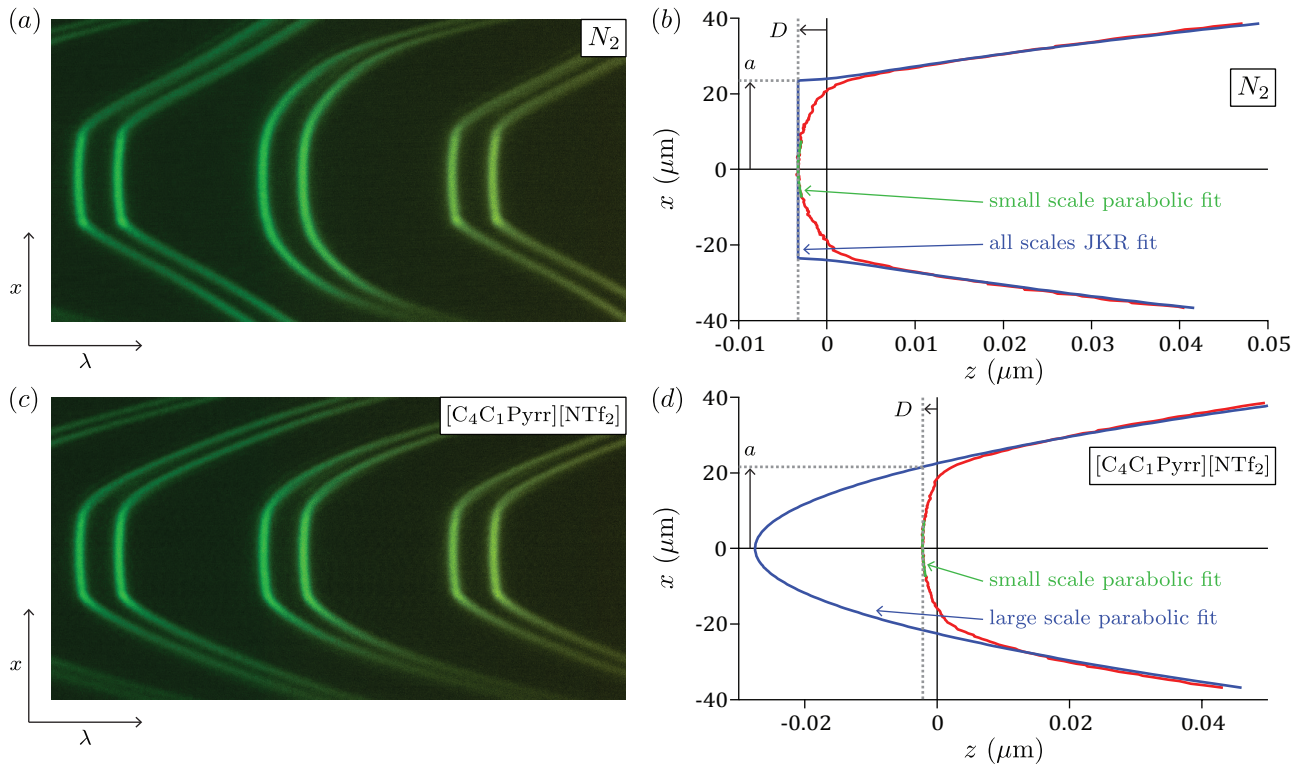 (a)
N₂
x
λ
(b)
40
20
0
-20
-40
x (μm)
D
a
N₂
small scale parabolic fit
all scales JKR fit
-0.01 0 0.01 0.02 0.03 0.04 0.05
z (μm)
(c)
[C₄C₁Pyrr][NTf₂]
x
λ
(d)
40
20
0
-20
-40
x (μm)
D
a
[C₄C₁Pyrr][NTf₂]
small scale parabolic fit
large scale parabolic fit
-0.02 0 0.02 0.04
z (μm)